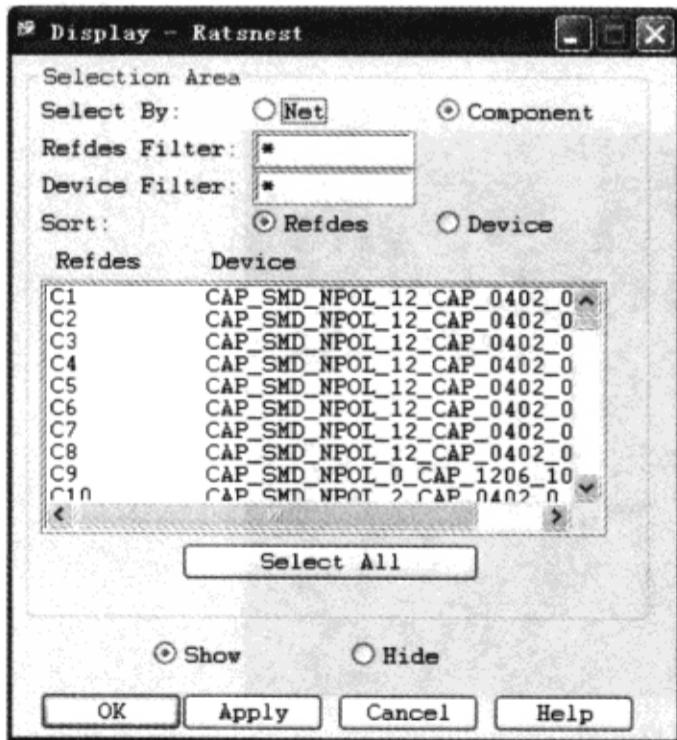 Display - Ratsnest
Selection Area
Select By: Net Component
Refdes Filter: *
Device Filter: *
Sort: Refdes Device
Refdes Device
C1 CAP_SMD_NPOL_12_CAP_0402_0
C2 CAP_SMD_NPOL_12_CAP_0402_0
C3 CAP_SMD_NPOL_12_CAP_0402_0
C4 CAP_SMD_NPOL_12_CAP_0402_0
C5 CAP_SMD_NPOL_12_CAP_0402_0
C6 CAP_SMD_NPOL_12_CAP_0402_0
C7 CAP_SMD_NPOL_12_CAP_0402_0
C8 CAP_SMD_NPOL_12_CAP_0402_0
C9 CAP_SMD_NPOL_0_CAP_1206_10
C10 CAP_SMD_NPOL_2_CAP_0402_0
Select All
Show Hide
OK Apply Cancel Help